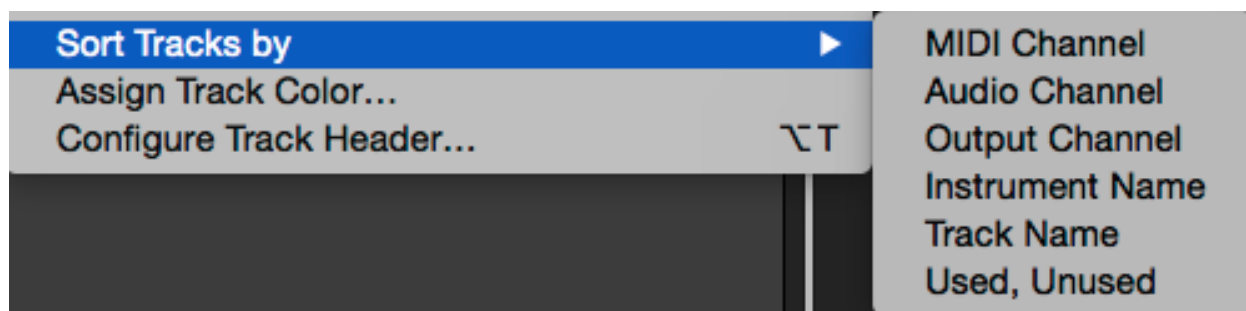 Sort Tracks by ▶
Assign Track Color...
Configure Track Header... ⌥T
MIDI Channel
Audio Channel
Output Channel
Instrument Name
Track Name
Used, Unused